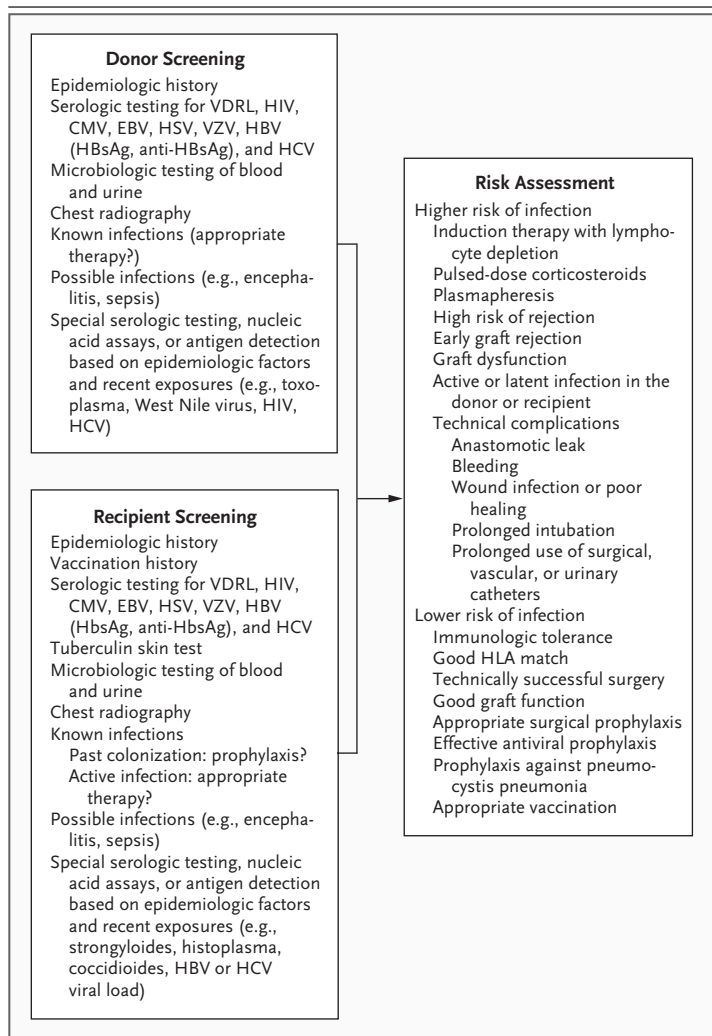 Donor Screening
Epidemiologic history
Serologic testing for VDRL, HIV,
CMV, EBV, HSV, VZV, HBV
(HBsAg, anti-HBsAg), and HCV
Microbiologic testing of blood
and urine
Chest radiography
Known infections (appropriate
therapy?)
Possible infections (e.g., encepha-
litis, sepsis)
Special serologic testing, nucleic
acid assays, or antigen detection
based on epidemiologic factors
and recent exposures (e.g., toxo-
plasma, West Nile virus, HIV,
HCV)
Recipient Screening
Epidemiologic history
Vaccination history
Serologic testing for VDRL, HIV,
CMV, EBV, HSV, VZV, HBV
(HbsAg, anti-HbsAg), and HCV
Tuberculin skin test
Microbiologic testing of blood
and urine
Chest radiography
Known infections
Past colonization: prophylaxis?
Active infection: appropriate
therapy?
Possible infections (e.g., encepha-
litis, sepsis)
Special serologic testing, nucleic
acid assays, or antigen detection
based on epidemiologic factors
and recent exposures (e.g.,
strongyloides, histoplasma,
coccidioides, HBV or HCV
viral load)
Risk Assessment
Higher risk of infection
Induction therapy with lympho-
cyte depletion
Pulsed-dose corticosteroids
Plasmapheresis
High risk of rejection
Early graft rejection
Graft dysfunction
Active or latent infection in the
donor or recipient
Technical complications
Anastomotic leak
Bleeding
Wound infection or poor
healing
Prolonged intubation
Prolonged use of surgical,
vascular, or urinary
catheters
Lower risk of infection
Immunologic tolerance
Good HLA match
Technically successful surgery
Good graft function
Appropriate surgical prophylaxis
Effective antiviral prophylaxis
Prophylaxis against pneumo-
cystis pneumonia
Appropriate vaccination